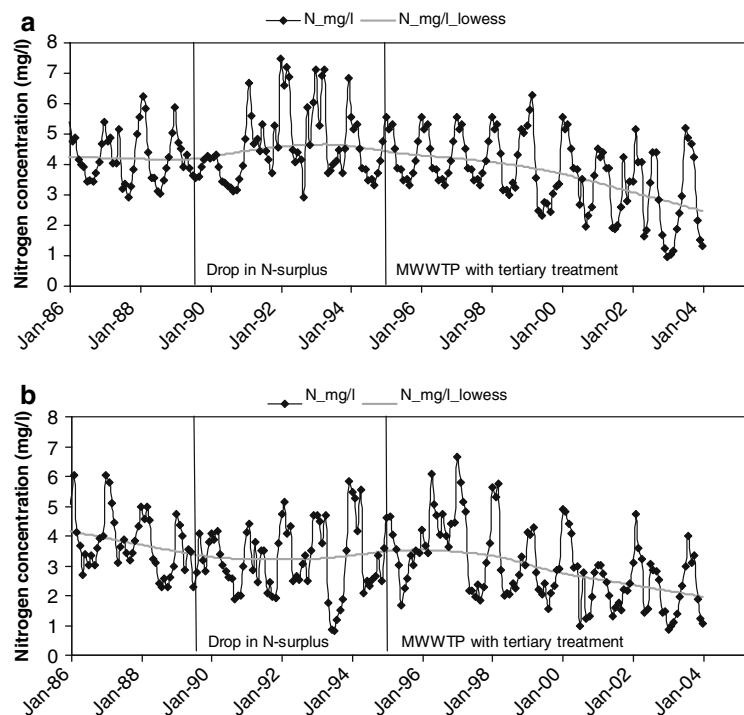 a
N_mg/l N_mg/l_lowess
Nitrogen concentration (mg/l)
8
7
6
5
4
3
2
1
0
Drop in N-surplus MWWTP with tertiary treatment
Jan-86 Jan-88 Jan-90 Jan-92 Jan-94 Jan-96 Jan-98 Jan-00 Jan-02 Jan-04
b
N_mg/l N_mg/l_lowess
Nitrogen concentration (mg/l)
8
7
6
5
4
3
2
1
0
Drop in N-surplus MWWTP with tertiary treatment
Jan-86 Jan-88 Jan-90 Jan-92 Jan-94 Jan-96 Jan-98 Jan-00 Jan-02 Jan-04